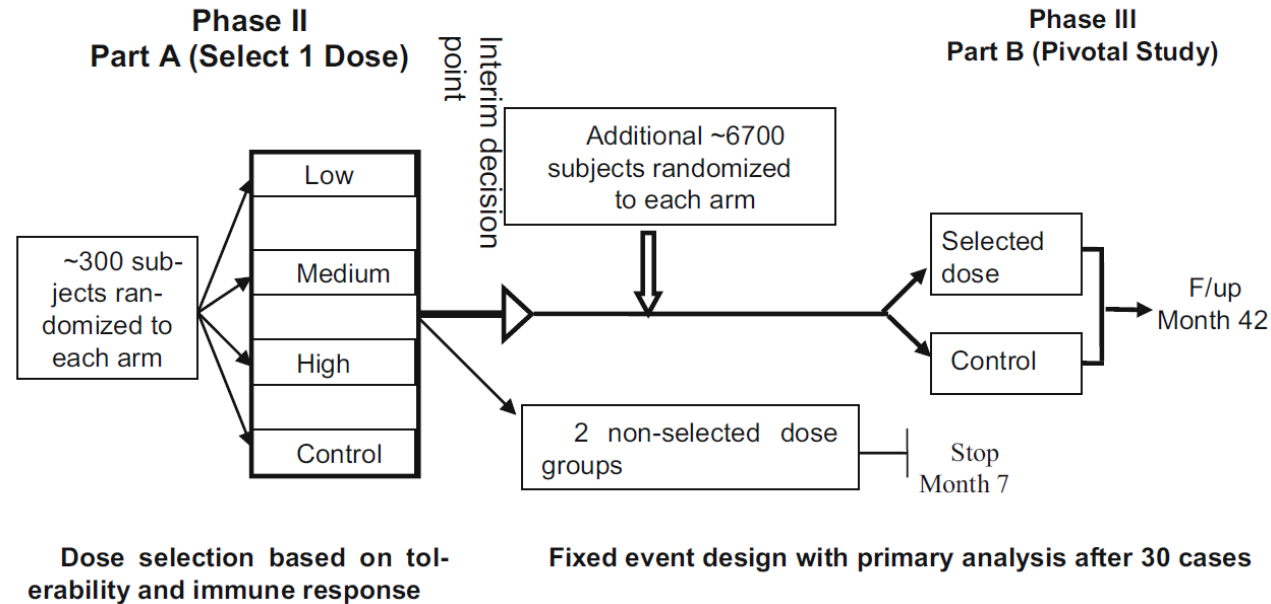 Phase II
Part A (Select 1 Dose)
Interim decision
point
Phase III
Part B (Pivotal Study)
Additional ~6700
subjects randomized
to each arm
~300 sub-
jects ran-
domized to
each arm
Low
Medium
High
Control
Selected
dose
Control
F/up
Month 42
2 non-selected dose
groups
Stop
Month 7
Dose selection based on tol-
erability and immune response
Fixed event design with primary analysis after 30 cases